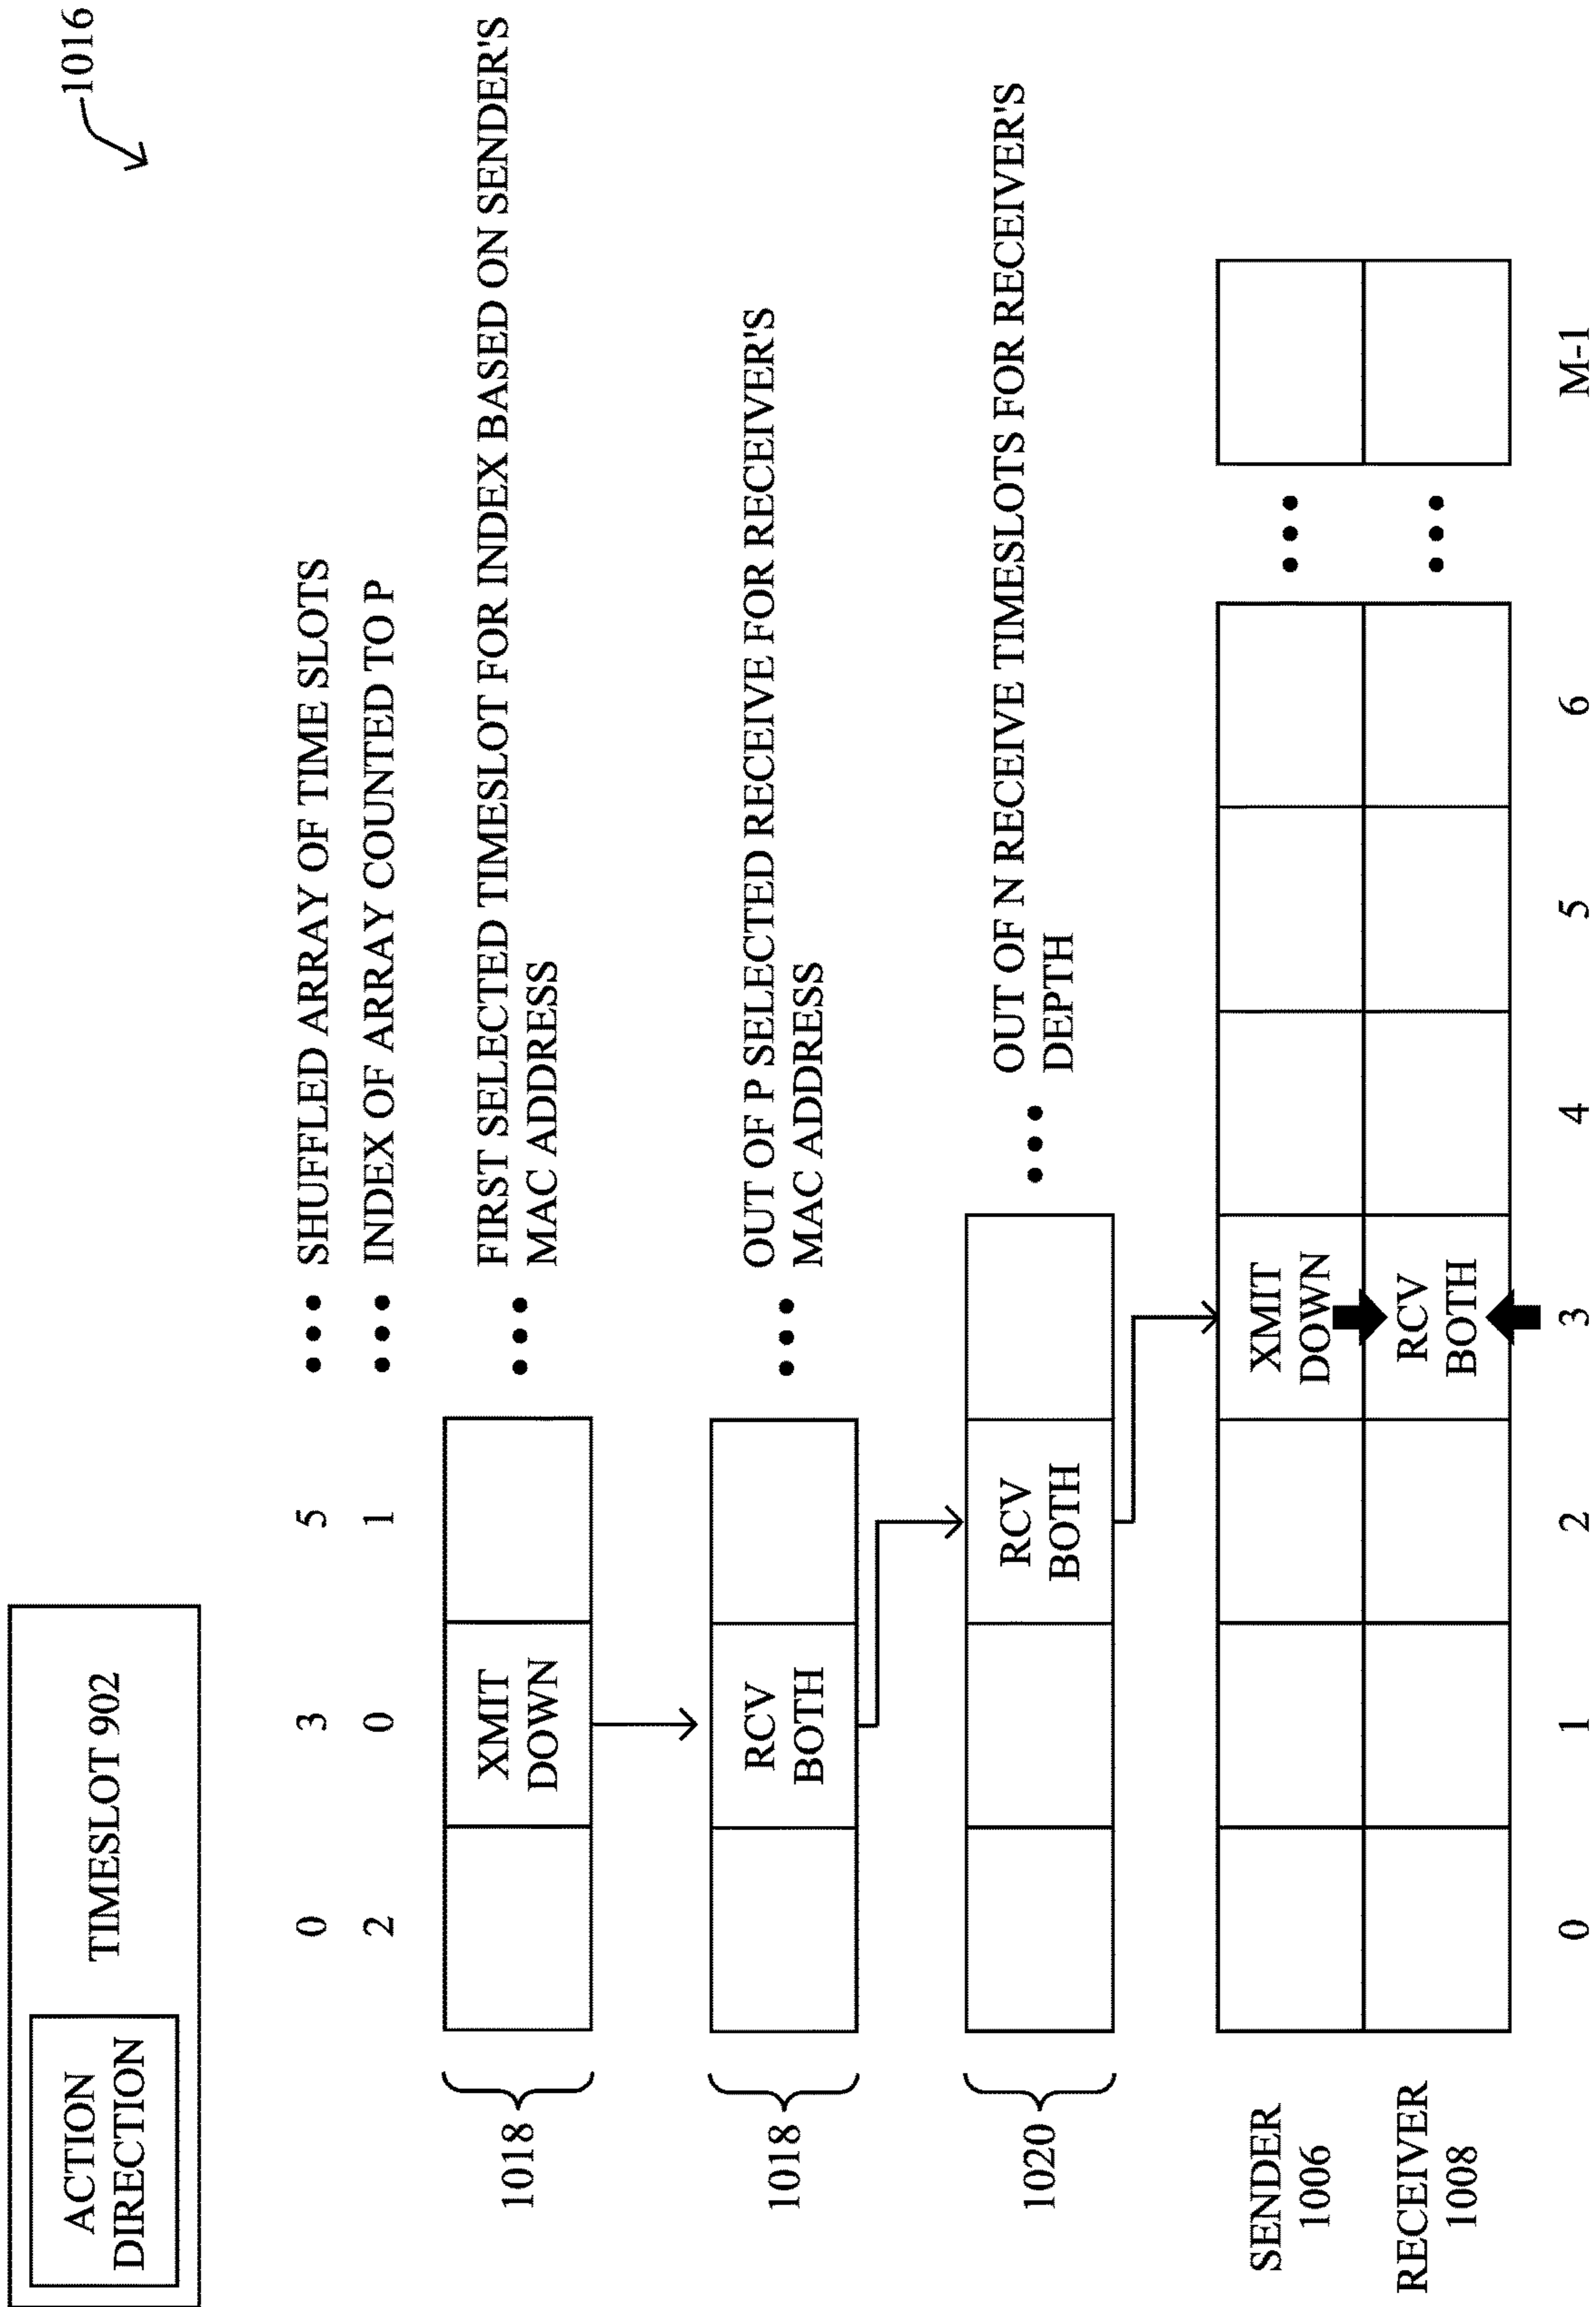 1016
ACTION
DIRECTION
TIMESLOT 902
0 3 5 ••• SHUFFLED ARRAY OF TIME SLOTS
2 0 1 ••• INDEX OF ARRAY COUNTED TO P
1018
XMIT
DOWN
••• FIRST SELECTED TIMESLOT FOR INDEX BASED ON SENDER'S
MAC ADDRESS
1018
RCV
BOTH
••• OUT OF P SELECTED RECEIVE FOR RECEIVER'S
MAC ADDRESS
1020
RCV
BOTH
••• OUT OF N RECEIVE TIMESLOTS FOR RECEIVER'S
DEPTH
SENDER
1006
XMIT
DOWN
•••
RECEIVER
1008
RCV
BOTH
•••
0 1 2 3 4 5 6 M-1